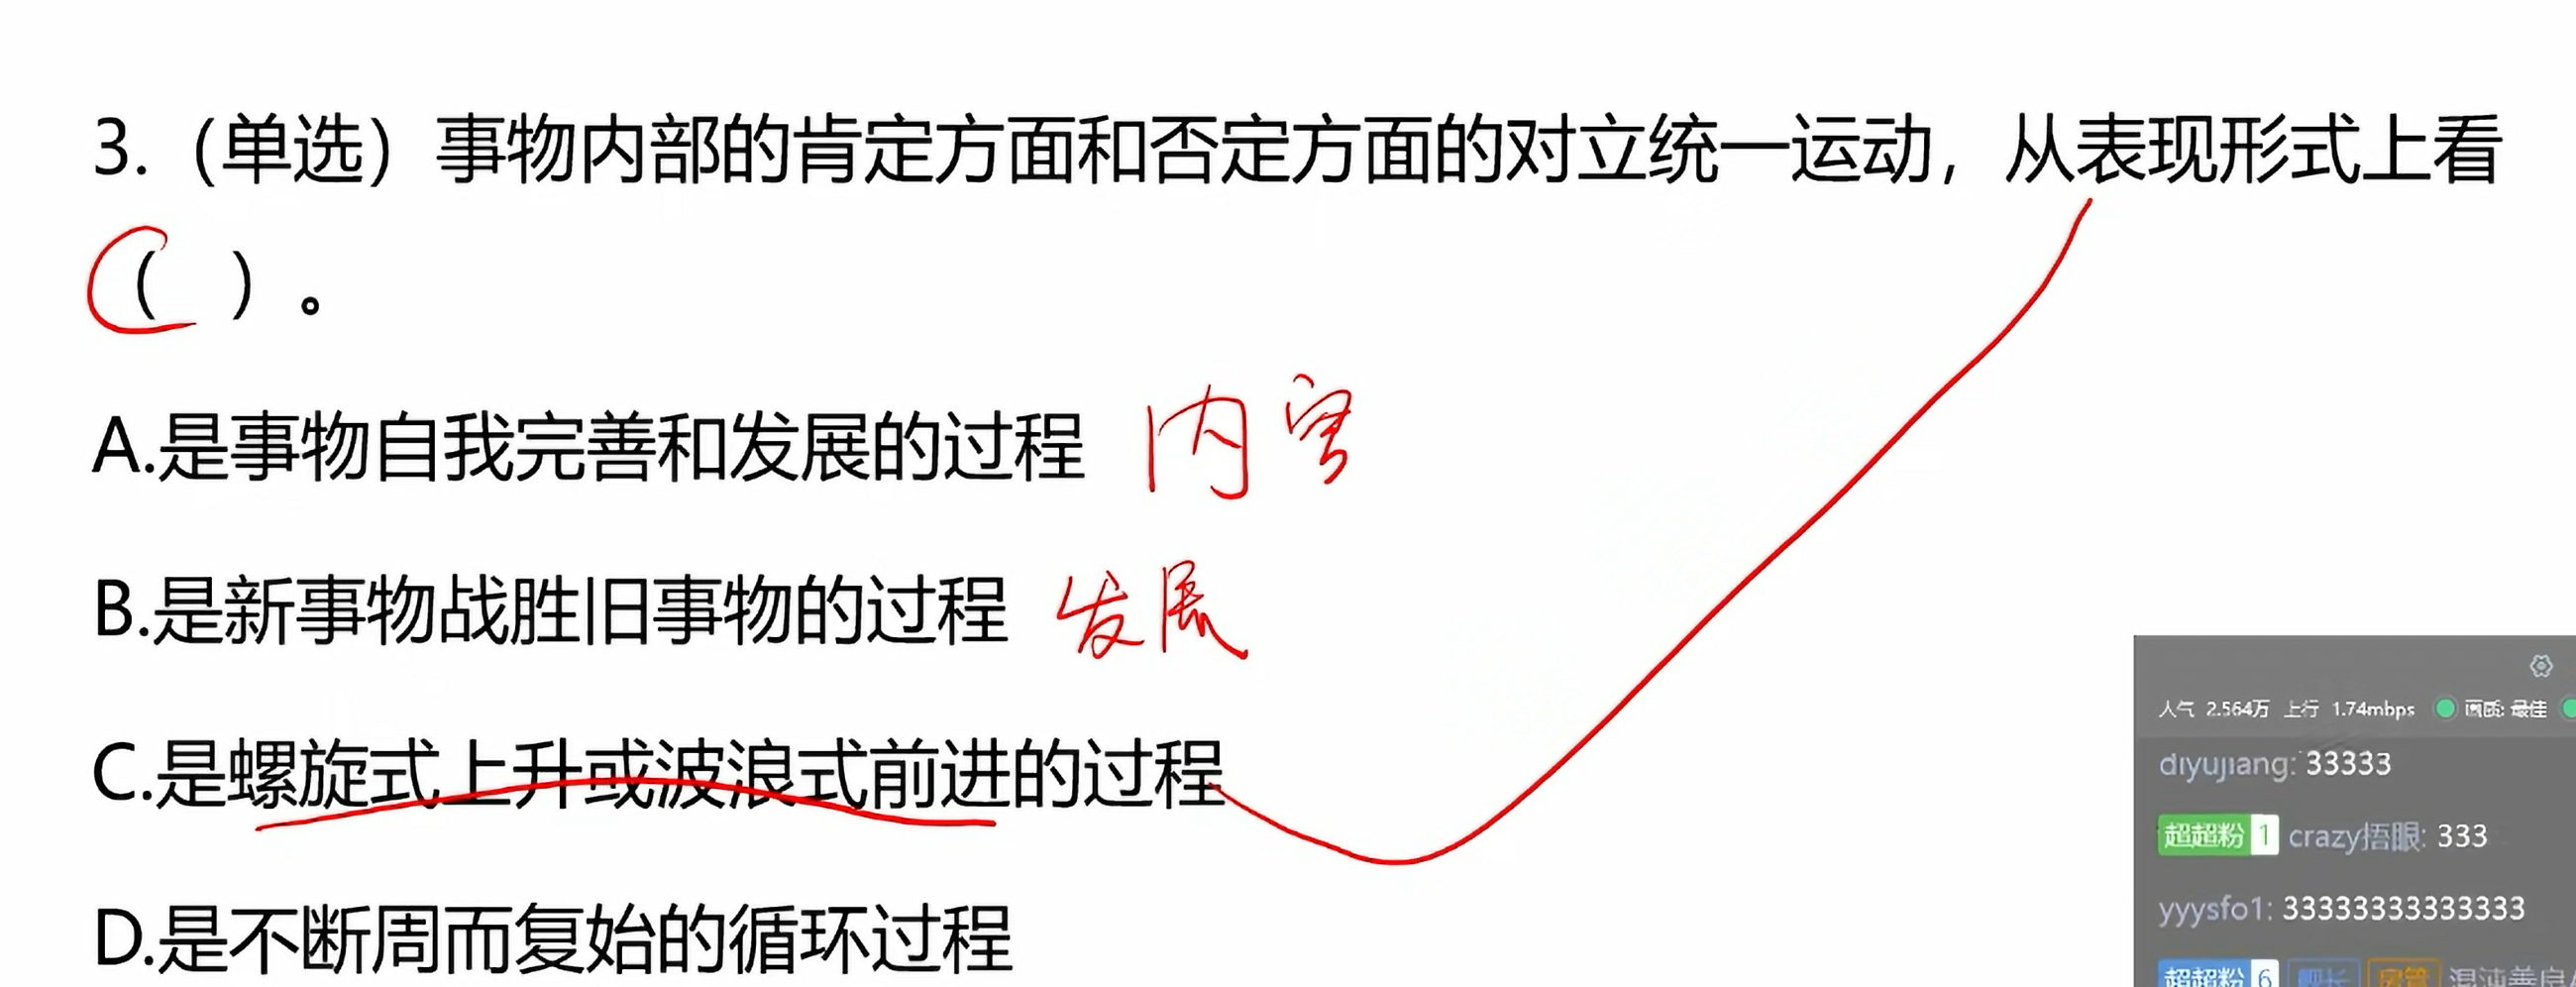 3.（单选）事物内部的肯定方面和否定方面的对立统一运动，从表现形式上看
（ ）。
A.是事物自我完善和发展的过程 内容
B.是新事物战胜旧事物的过程 发展
C.是螺旋式上升或波浪式前进的过程
D.是不断周而复始的循环过程
人气 2.564万 上行 1.74mbps 画质: 最佳
diyujiang: 33333
超超粉 1 crazy捂眼: 333
yyysfo1: 33333333333333
超超粉 6 房管